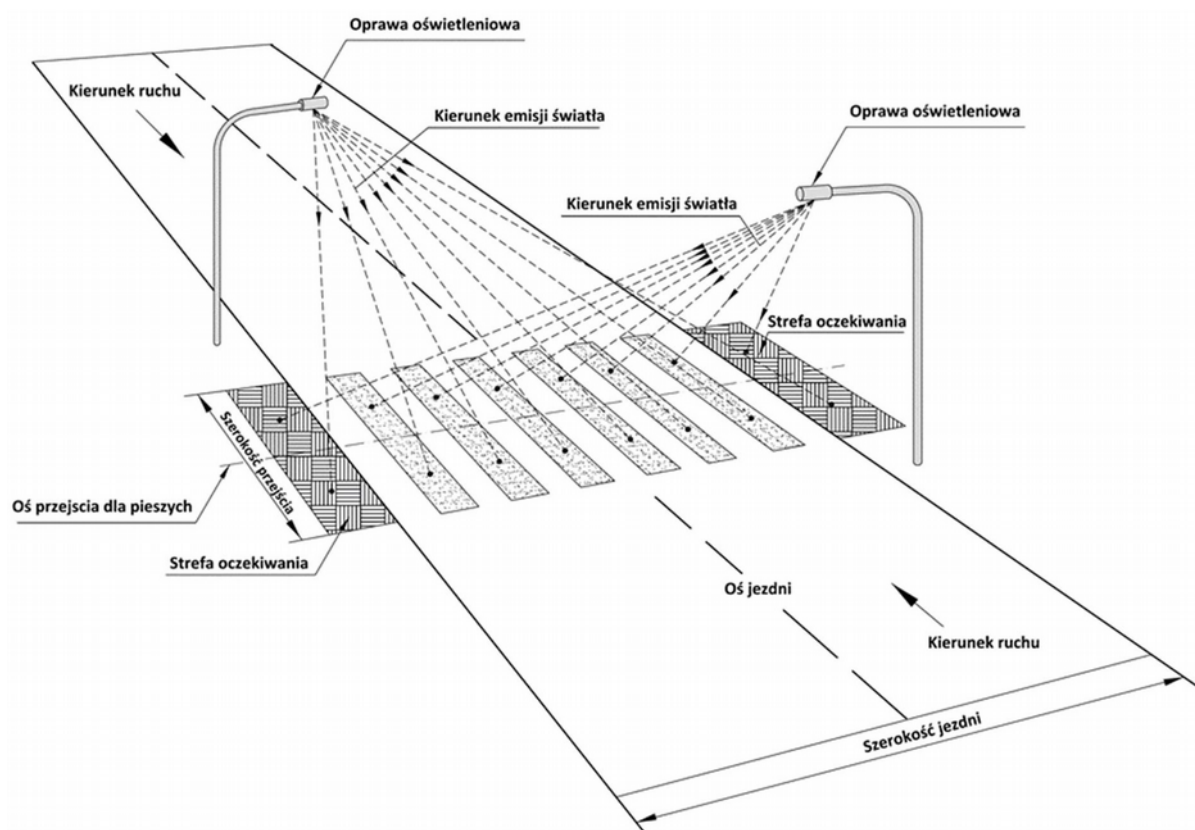 Oprawa oświetleniowa
Kierunek ruchu
Kierunek emisji światła
Oprawa oświetleniowa
Kierunek emisji światła
Strefa oczekiwania
Szerokość przejścia
Oś przejscia dla pieszych
Strefa oczekiwania
Oś jezdni
Kierunek ruchu
Szerokość jezdni